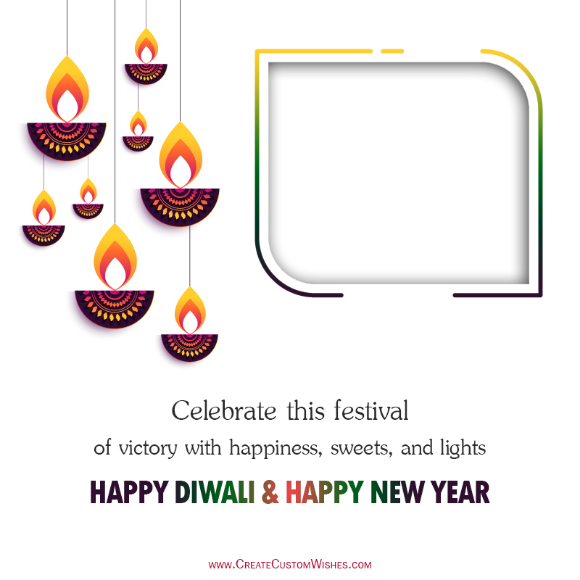 Celebrate this festival
of victory with happiness, sweets, and lights
HAPPY DIWALI & HAPPY NEW YEAR
www.CreateCustomWishes.com